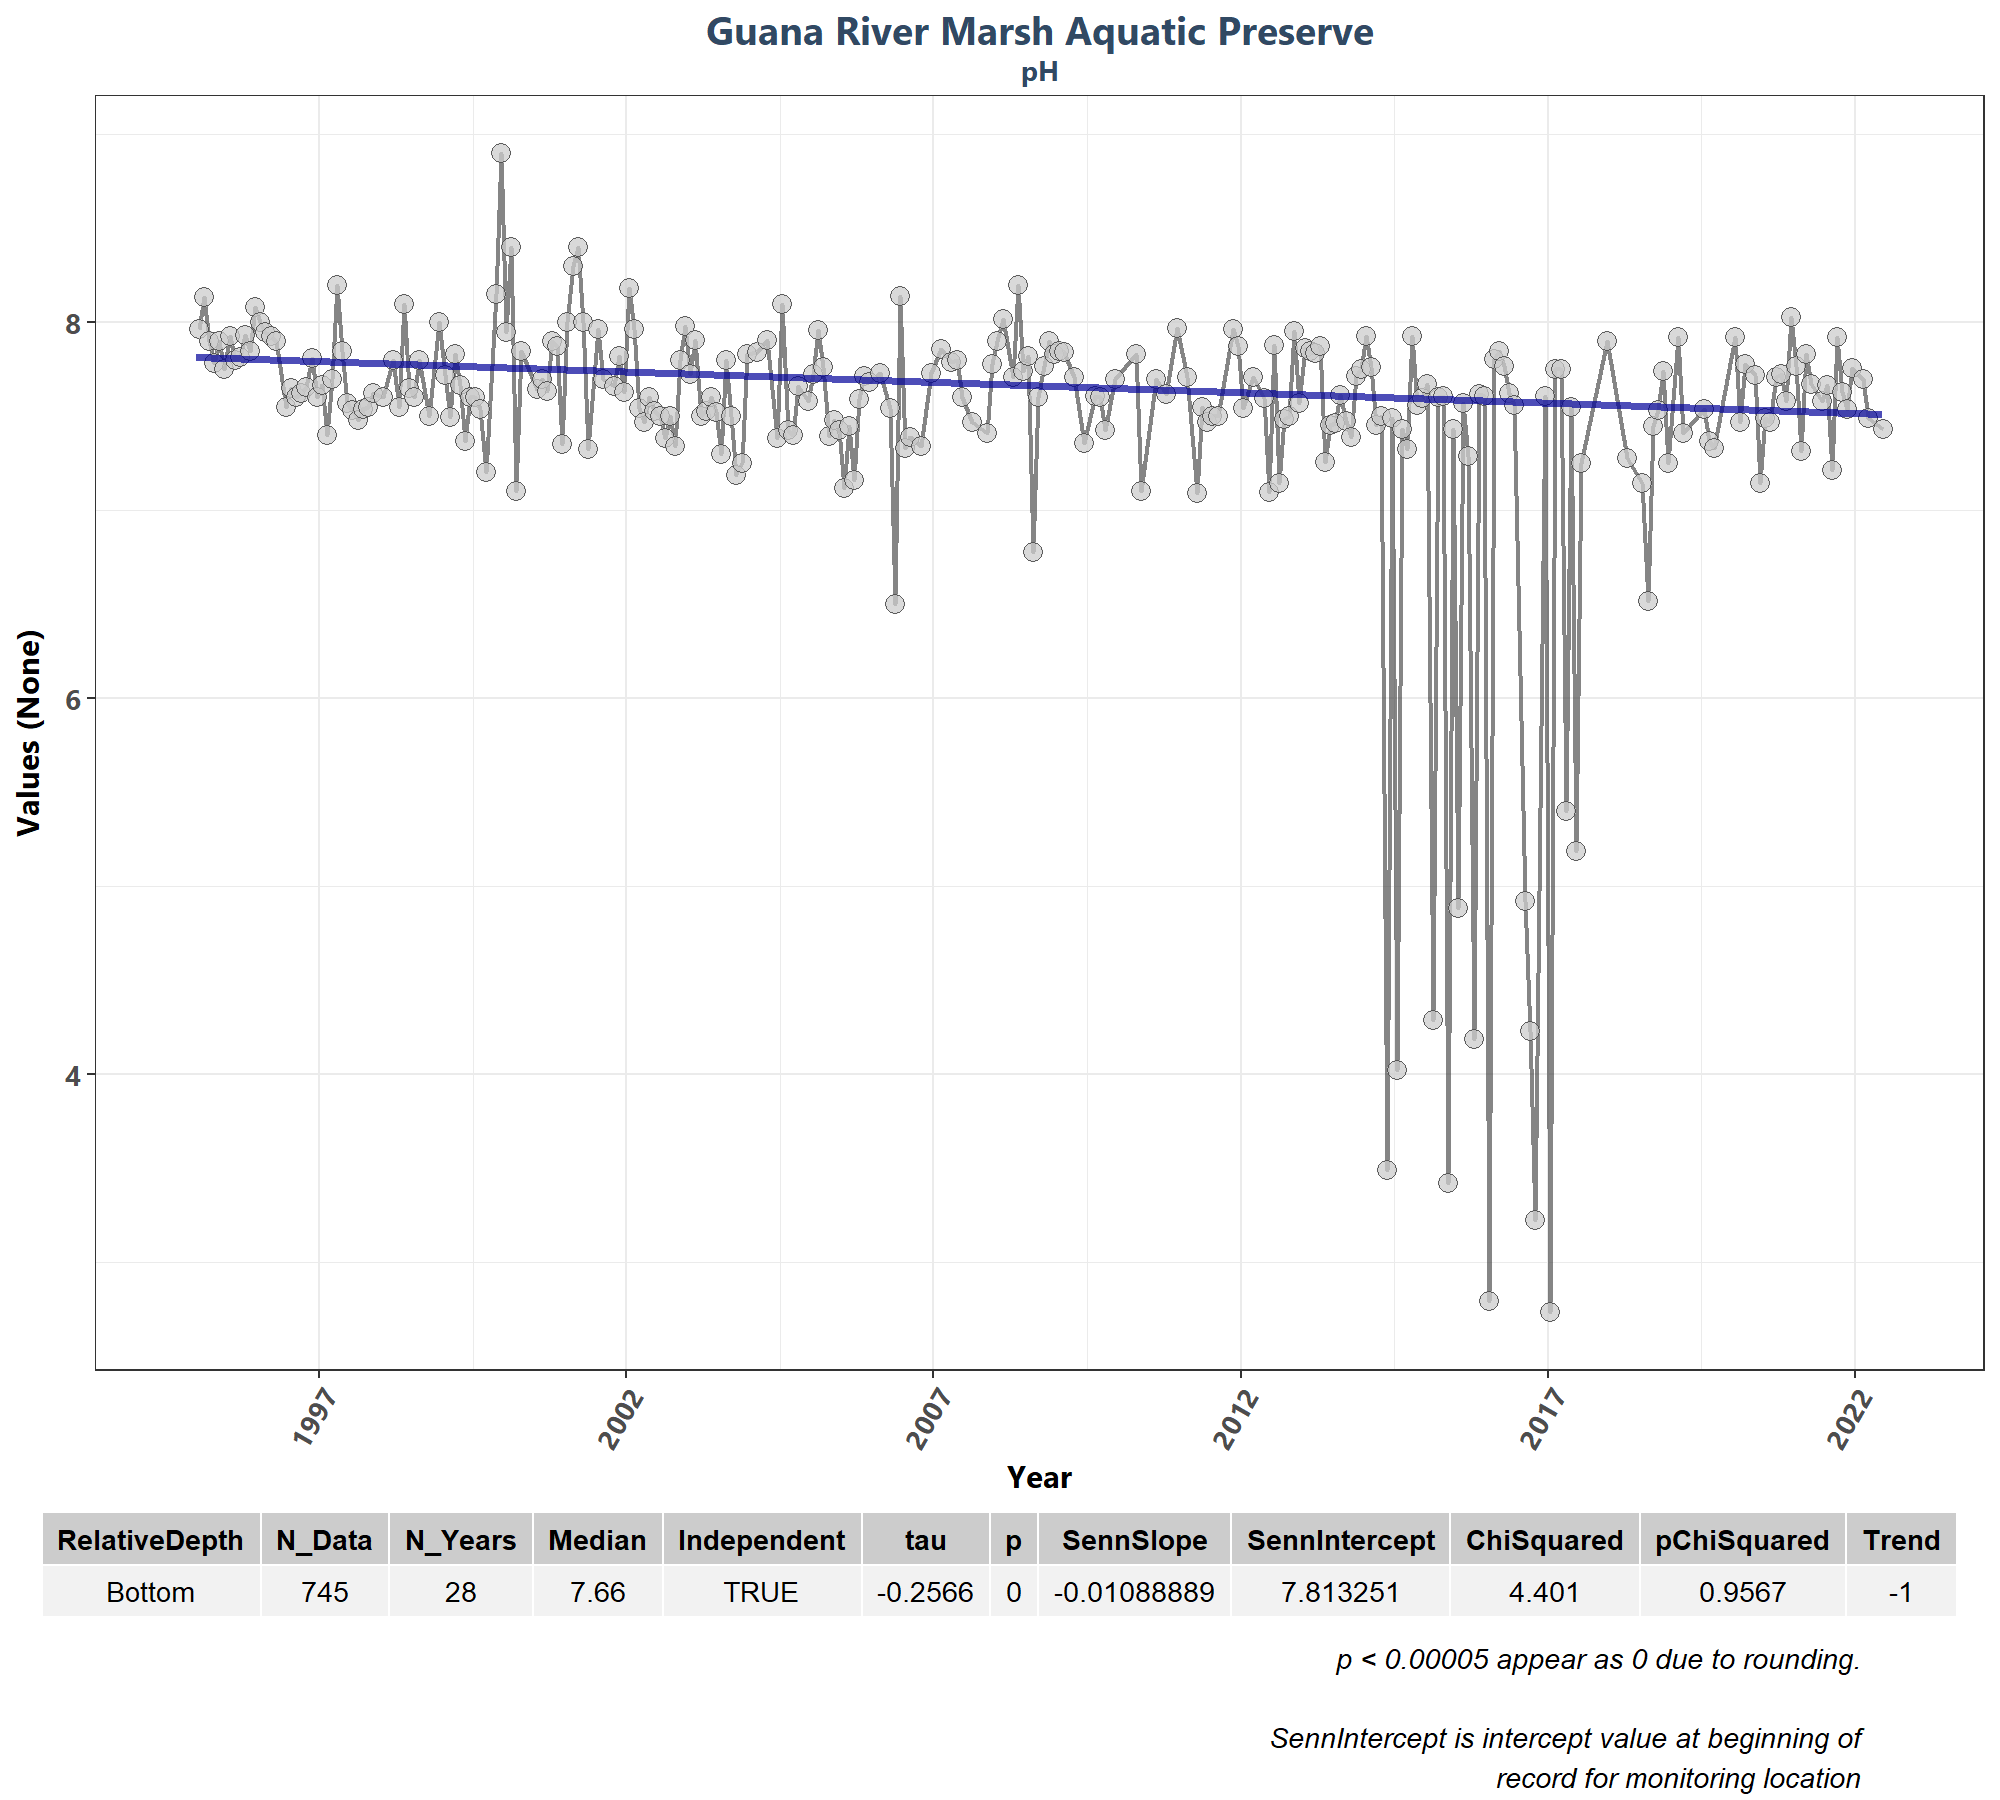 Guana River Marsh Aquatic Preserve
pH
Values (None)
8
6
4
1997 2002 2007 2012 2017 2022
Year
RelativeDepth N_Data N_Years Median Independent tau p SennSlope SennIntercept ChiSquared pChiSquared Trend
Bottom 745 28 7.66 TRUE -0.2566 0 -0.01088889 7.813251 4.401 0.9567 -1
p < 0.00005 appear as 0 due to rounding.
SennIntercept is intercept value at beginning of
record for monitoring location